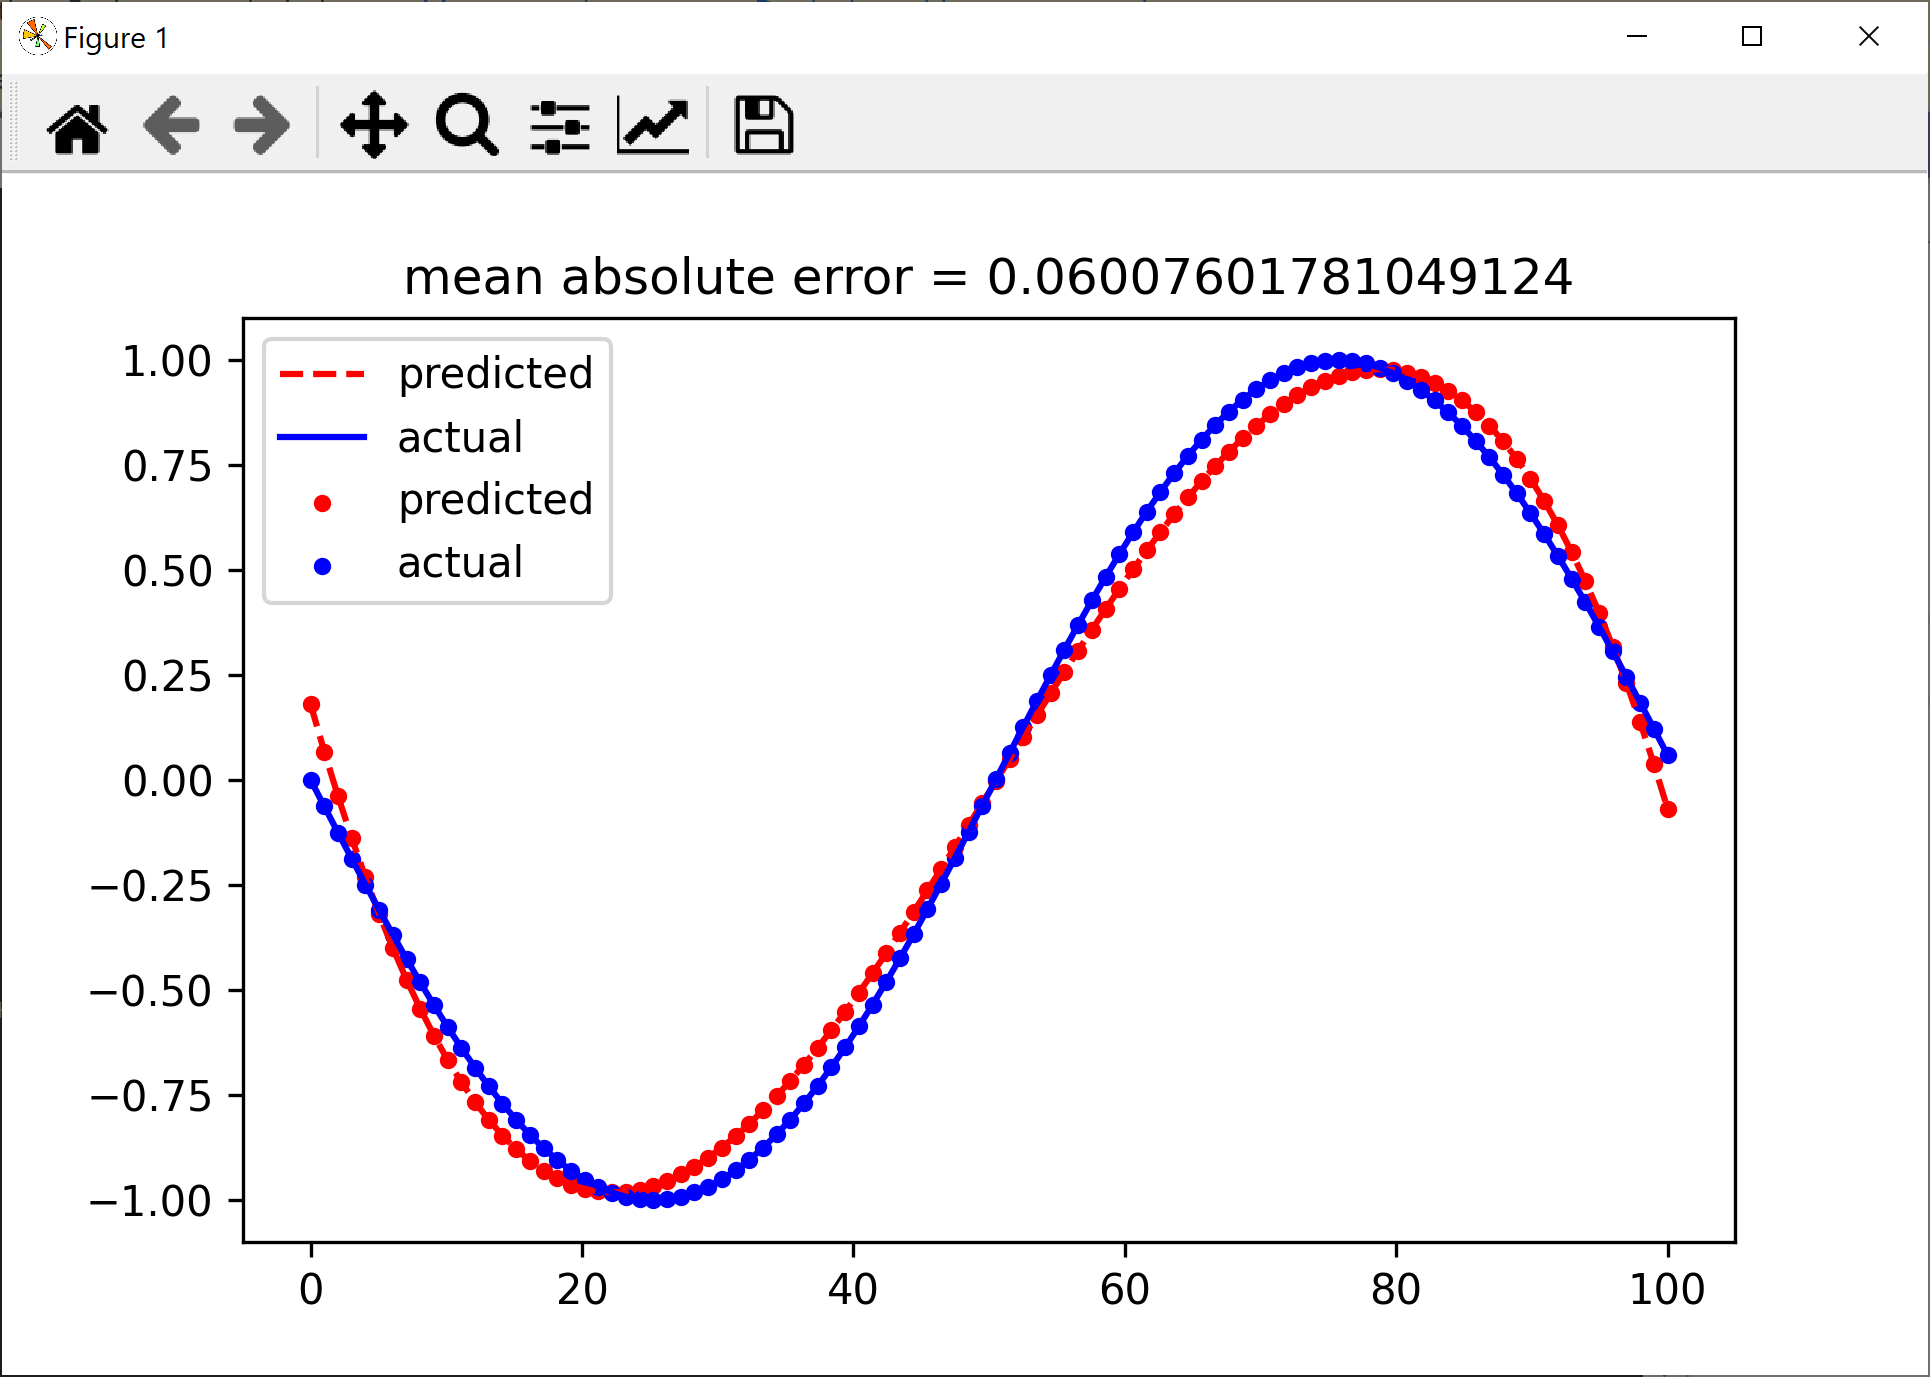 Figure 1
mean absolute error = 0.06007601781049124
predicted
actual
predicted
actual
1.00
0.75
0.50
0.25
0.00
−0.25
−0.50
−0.75
−1.00
0 20 40 60 80 100